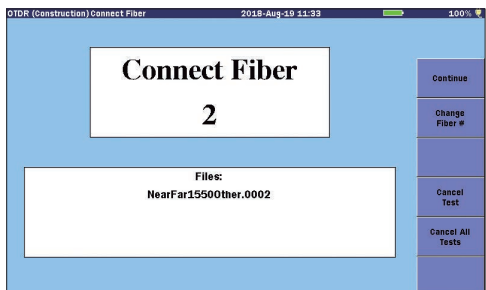 OTDR (Construction) Connect Fiber 2018-Aug-19 11:33 100%
Connect Fiber
2
Files:
NearFar1550Other.0002
Continue
Change
Fiber #
Cancel
Test
Cancel All
Tests